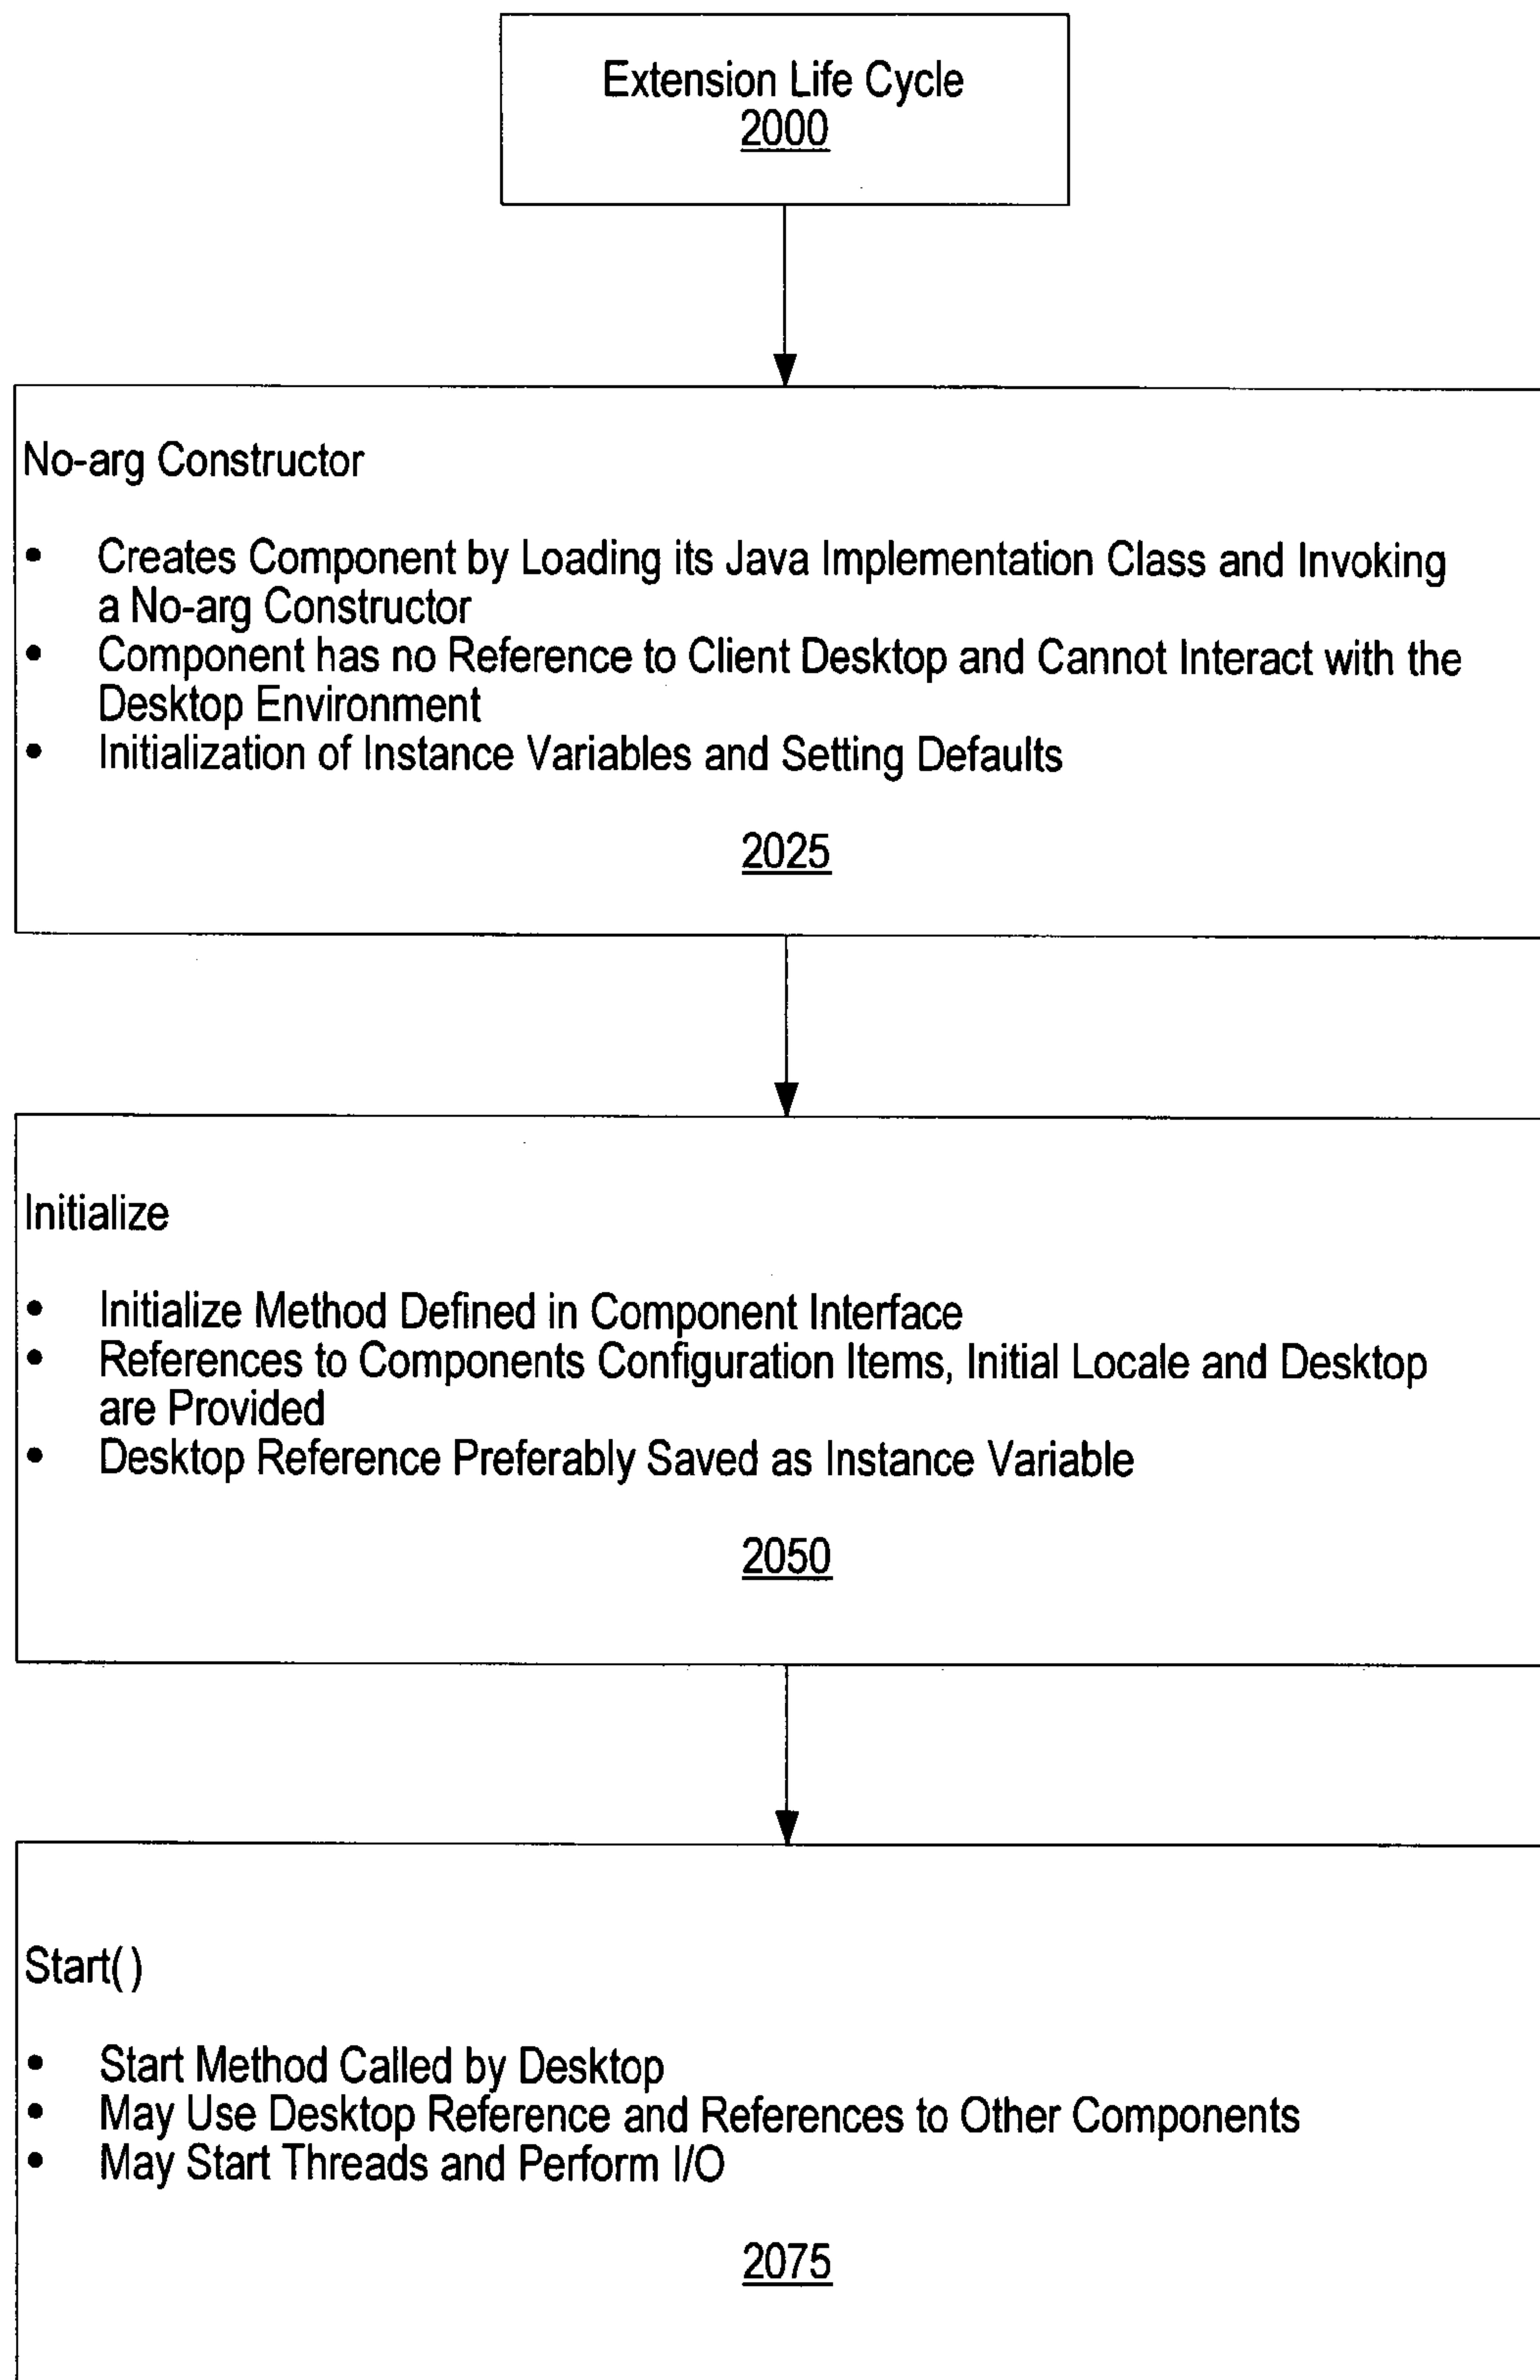 Extension Life Cycle
2000
No-arg Constructor
• Creates Component by Loading its Java Implementation Class and Invoking
a No-arg Constructor
• Component has no Reference to Client Desktop and Cannot Interact with the
Desktop Environment
• Initialization of Instance Variables and Setting Defaults
2025
Initialize
• Initialize Method Defined in Component Interface
• References to Components Configuration Items, Initial Locale and Desktop
are Provided
• Desktop Reference Preferably Saved as Instance Variable
2050
Start( )
• Start Method Called by Desktop
• May Use Desktop Reference and References to Other Components
• May Start Threads and Perform I/O
2075